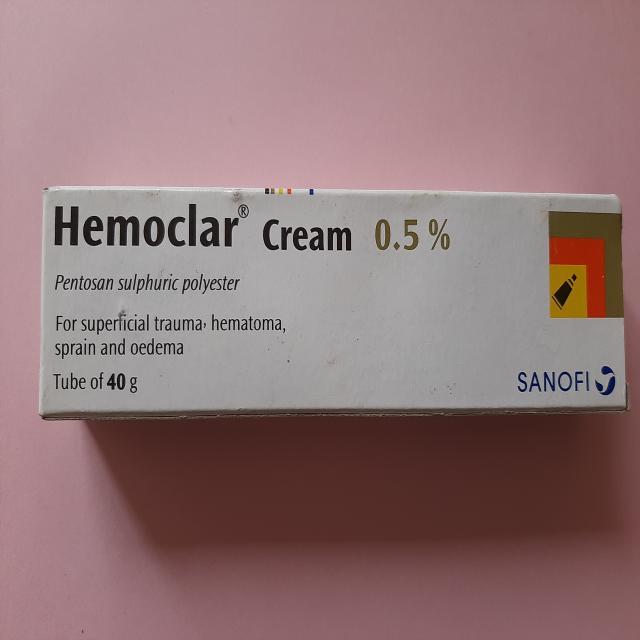 Hemoclar® Cream 0.5 %
Pentosan sulphuric polyester
For superficial trauma, hematoma,
sprain and oedema
Tube of 40 g
SANOFI